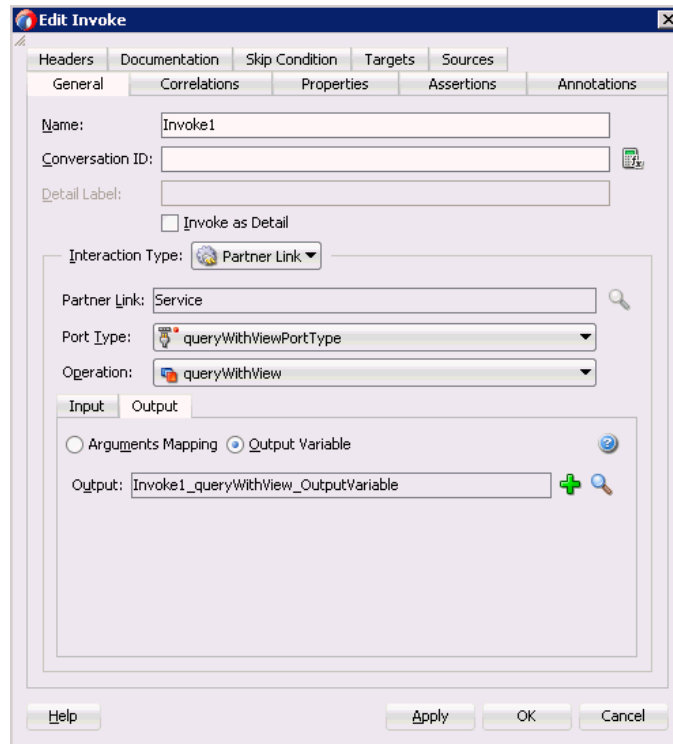 Edit Invoke
Headers Documentation Skip Condition Targets Sources
General Correlations Properties Assertions Annotations
Name: Invoke1
Conversation ID:
Detail Label:
Invoke as Detail
Interaction Type: Partner Link
Partner Link: Service
Port Type: queryWithViewPortType
Operation: queryWithView
Input Output
Arguments Mapping Output Variable
Output: Invoke1_queryWithView_OutputVariable
Help Apply OK Cancel